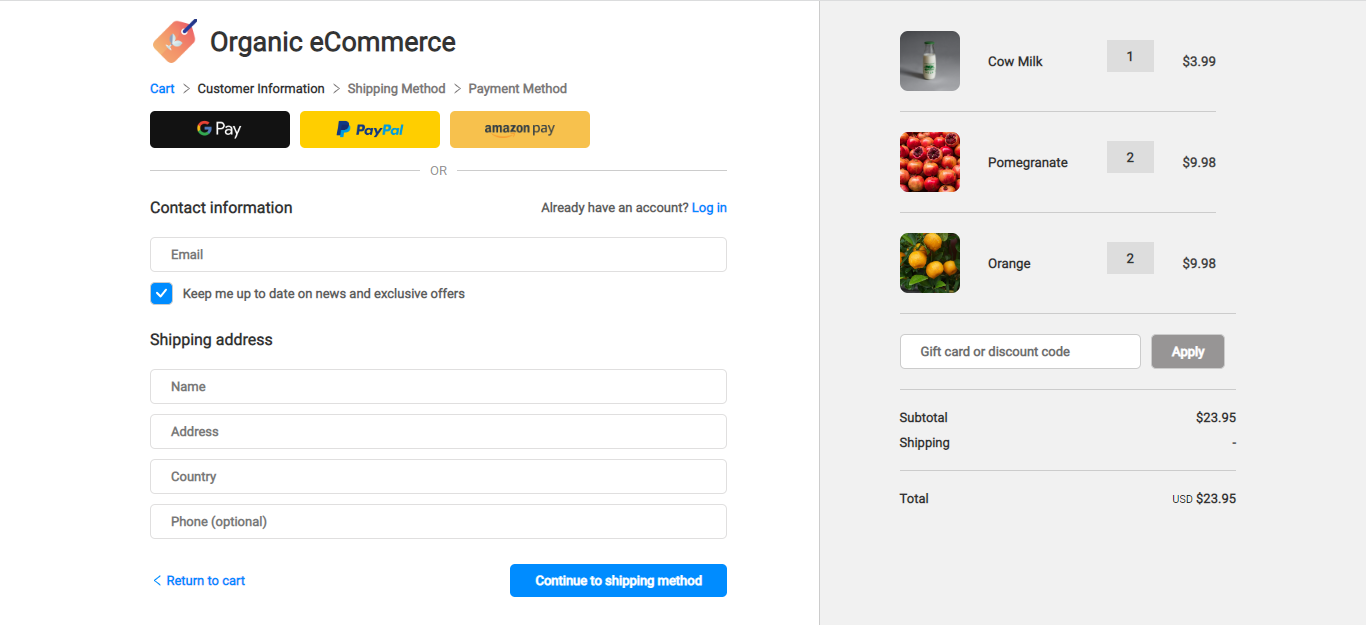 Organic eCommerce
Cart > Customer Information > Shipping Method > Payment Method
G Pay
PayPal
amazon pay
OR
Contact information
Already have an account? Log in
Email
Keep me up to date on news and exclusive offers
Shipping address
Name
Address
Country
Phone (optional)
< Return to cart
Continue to shipping method
Cow Milk 1 $3.99
Pomegranate 2 $9.98
Orange 2 $9.98
Gift card or discount code
Apply
Subtotal $23.95
Shipping -
Total USD $23.95